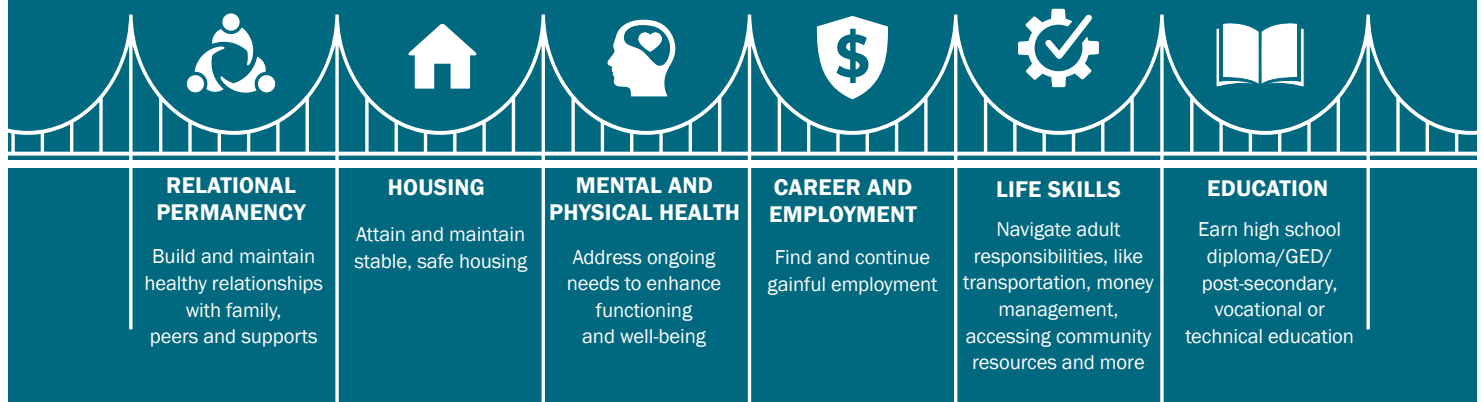 $
RELATIONAL
PERMANENCY
Build and maintain
healthy relationships
with family,
peers and supports
HOUSING
Attain and maintain
stable, safe housing
MENTAL AND
PHYSICAL HEALTH
Address ongoing
needs to enhance
functioning
and well-being
CAREER AND
EMPLOYMENT
Find and continue
gainful employment
LIFE SKILLS
Navigate adult
responsibilities, like
transportation, money
management,
accessing community
resources and more
EDUCATION
Earn high school
diploma/GED/
post-secondary,
vocational or
technical education